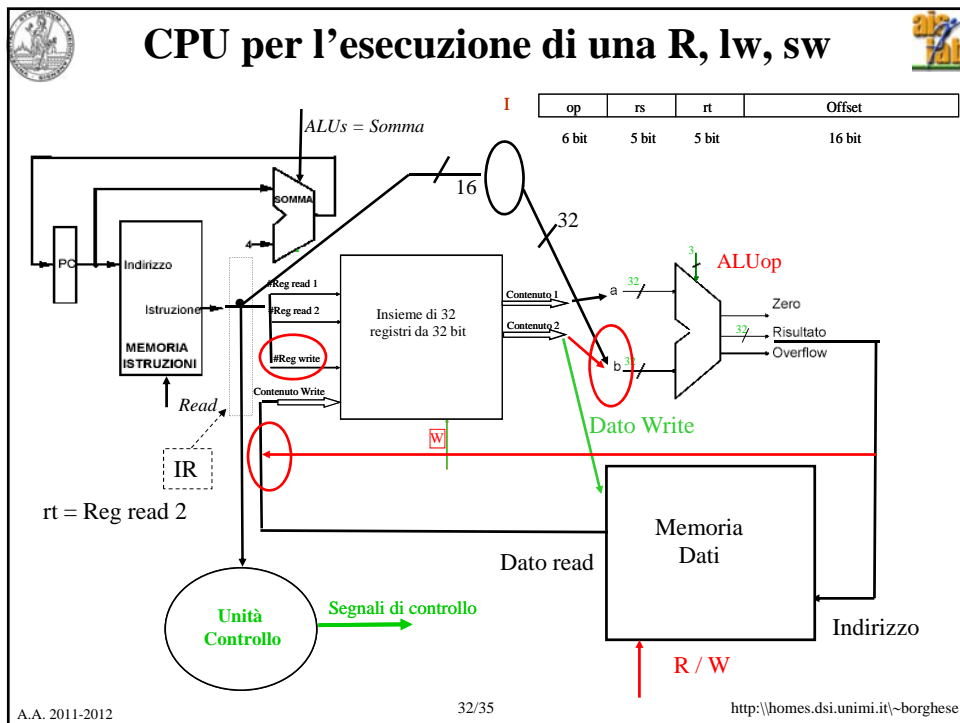 CPU per l'esecuzione di una R, lw, sw
I
op rs rt Offset
6 bit 5 bit 5 bit 16 bit
ALUs = Somma
16
SOMMA
32
4
PC
Indirizzo
Istruzione
MEMORIA
ISTRUZIONI
Read
IR
#Reg read 1
#Reg read 2
#Reg write
Contenuto Write
Insieme di 32
registri da 32 bit
W
Contenuto 1
Contenuto 2
a
b
32
32
3
ALUop
Zero
32
Risultato
Overflow
Dato Write
rt = Reg read 2
Memoria
Dati
Dato read
Indirizzo
R / W
Unità
Controllo
Segnali di controllo
A.A. 2011-2012
32/35
http:\\homes.dsi.unimi.it\~borghese